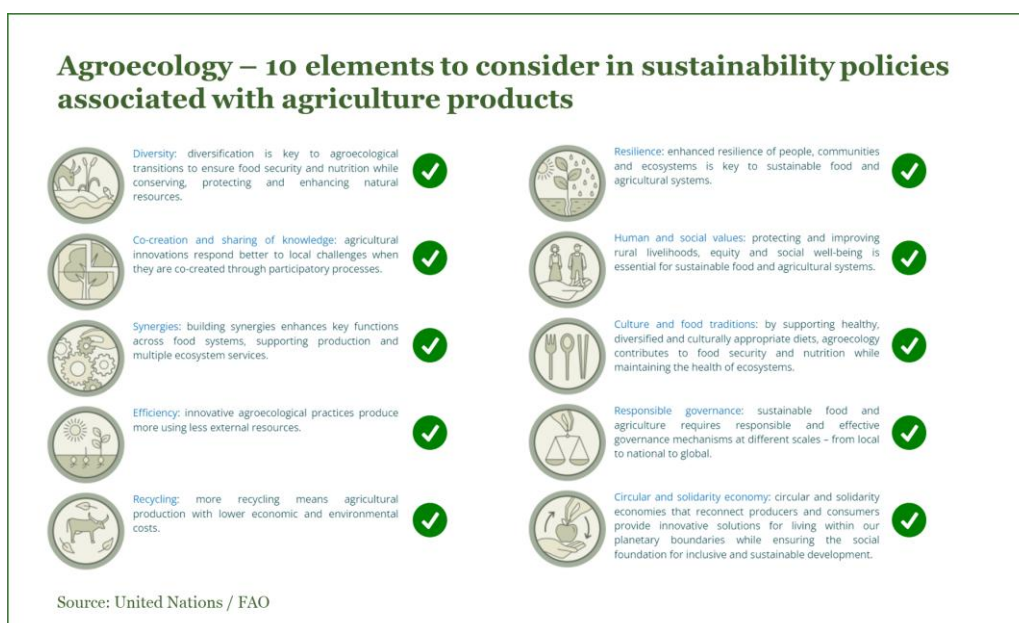 Agroecology – 10 elements to consider in sustainability policies
associated with agriculture products
Diversity: diversification is key to agroecological
transitions to ensure food security and nutrition while
conserving, protecting and enhancing natural
resources.
Co-creation and sharing of knowledge: agricultural
innovations respond better to local challenges when
they are co-created through participatory processes.
Synergies: building synergies enhances key functions
across food systems, supporting production and
multiple ecosystem services.
Efficiency: innovative agroecological practices produce
more using less external resources.
Recycling: more recycling means agricultural
production with lower economic and environmental
costs.
Resilience: enhanced resilience of people, communities
and ecosystems is key to sustainable food and
agricultural systems.
Human and social values: protecting and improving
rural livelihoods, equity and social well-being is
essential for sustainable food and agricultural systems.
Culture and food traditions: by supporting healthy,
diversified and culturally appropriate diets, agroecology
contributes to food security and nutrition while
maintaining the health of ecosystems.
Responsible governance: sustainable food and
agriculture requires responsible and effective
governance mechanisms at different scales – from local
to national to global.
Circular and solidarity economy: circular and solidarity
economies that reconnect producers and consumers
provide innovative solutions for living within our
planetary boundaries while ensuring the social
foundation for inclusive and sustainable development.
Source: United Nations / FAO